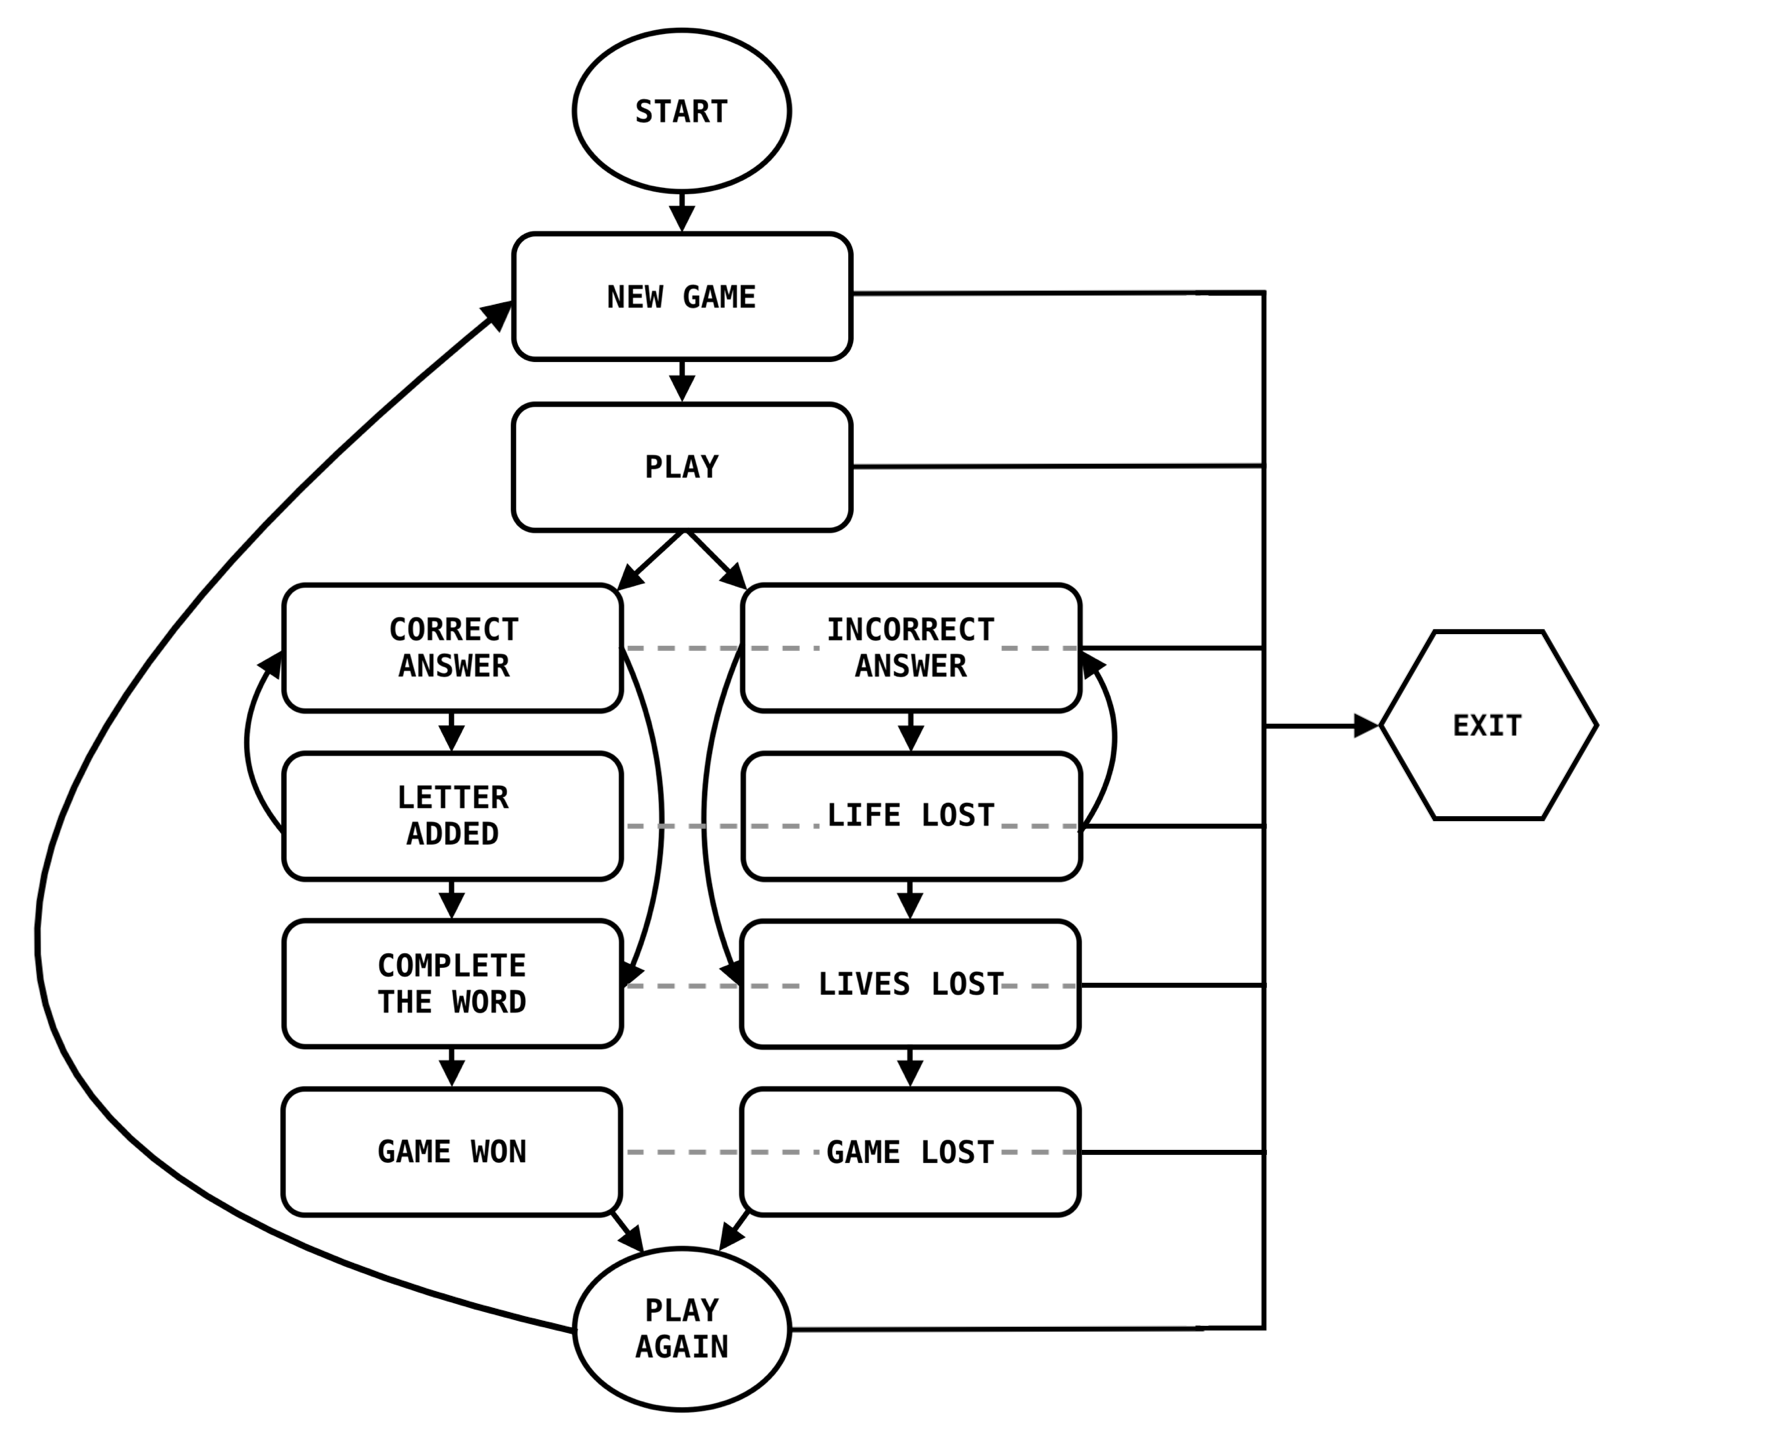 START
NEW GAME
PLAY
CORRECT
ANSWER
INCORRECT
ANSWER
LETTER
ADDED
LIFE LOST
COMPLETE
THE WORD
LIVES LOST
GAME WON
GAME LOST
PLAY
AGAIN
EXIT